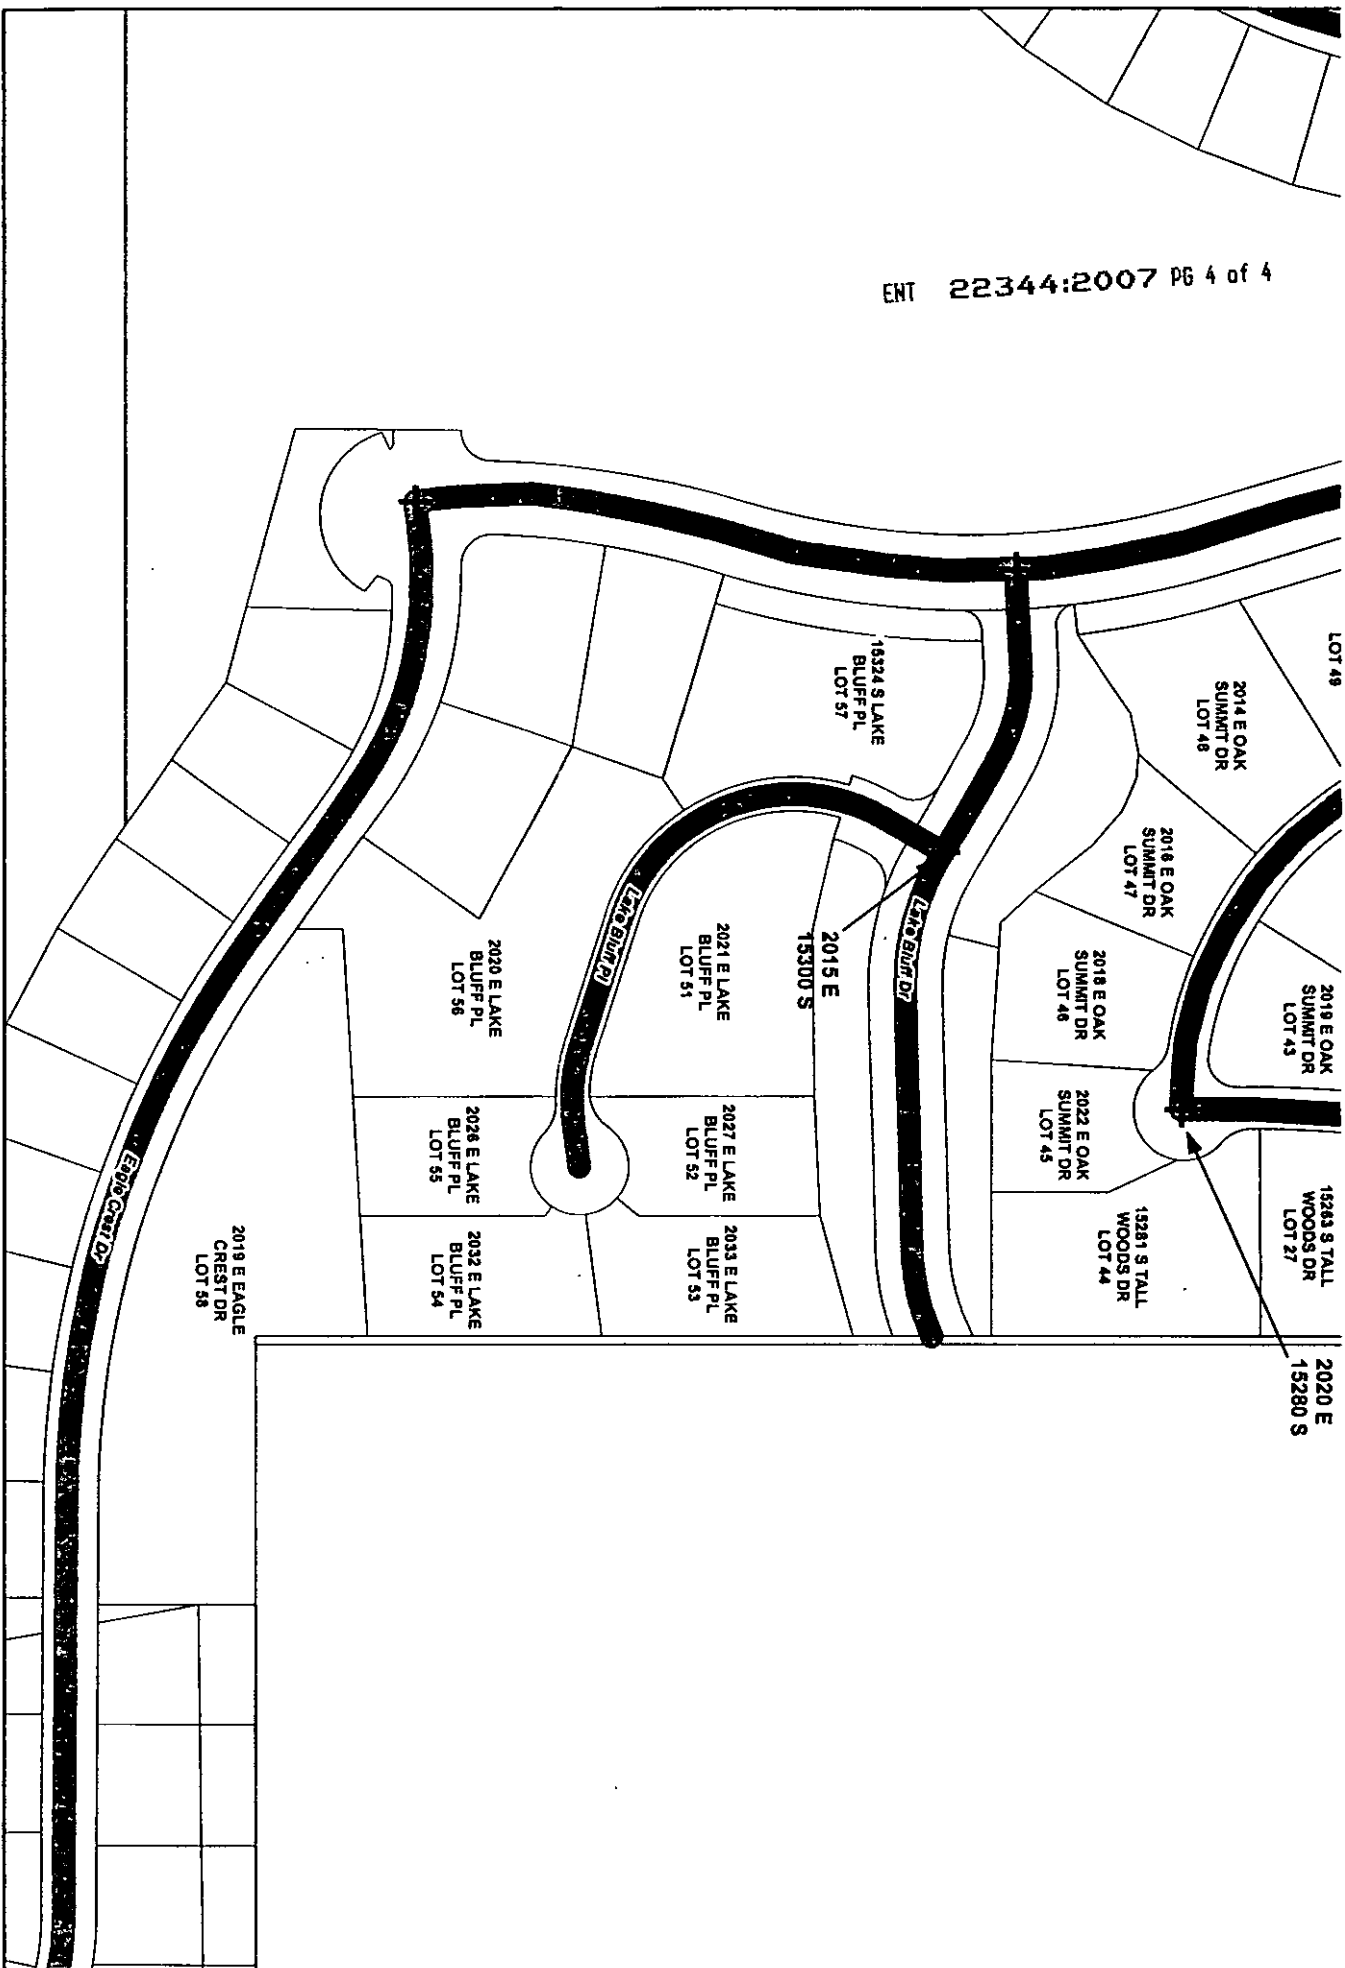 ENT 22344:2007 PG 4 of 4
LOT 49
2014 E OAK
SUMMIT DR
LOT 48
2016 E OAK
SUMMIT DR
LOT 47
2018 E OAK
SUMMIT DR
LOT 46
2022 E OAK
SUMMIT DR
LOT 45
2019 E OAK
SUMMIT DR
LOT 43
15263 S TALL
WOODS DR
LOT 27
15281 S TALL
WOODS DR
LOT 44
2020 E
15280 S
15324 S LAKE
BLUFF PL
LOT 57
2015 E
15300 S
Lake Bluff Dr
Lake Bluff Pl
2021 E LAKE
BLUFF PL
LOT 51
2027 E LAKE
BLUFF PL
LOT 52
2033 E LAKE
BLUFF PL
LOT 53
2020 E LAKE
BLUFF PL
LOT 56
2026 E LAKE
BLUFF PL
LOT 55
2032 E LAKE
BLUFF PL
LOT 54
2019 E EAGLE
CREST DR
LOT 58
Eagle Crest Dr